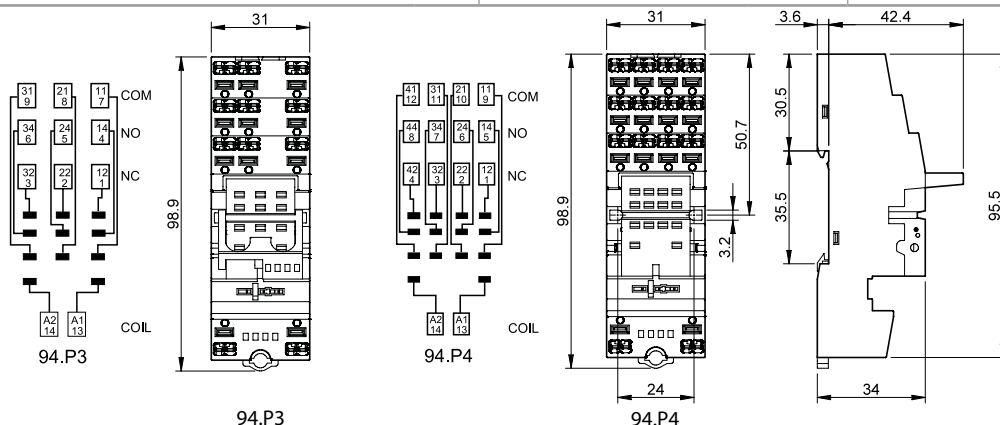 31
31
3.6 42.4
31 21 11 COM
9 8 7
34 24 14 NO
6 5 4
32 22 12 NC
3 2 1
98.9
A2 A1 COIL
14 13
94.P3
94.P3
41 31 21 11 COM
12 11 10 9
44 34 24 14 NO
8 7 6 5
42 32 22 12 NC
4 3 2 1
98.9
A2 A1 COIL
14 13
94.P4
50.7
3.2
24
94.P4
30.5
35.5
95.5
34